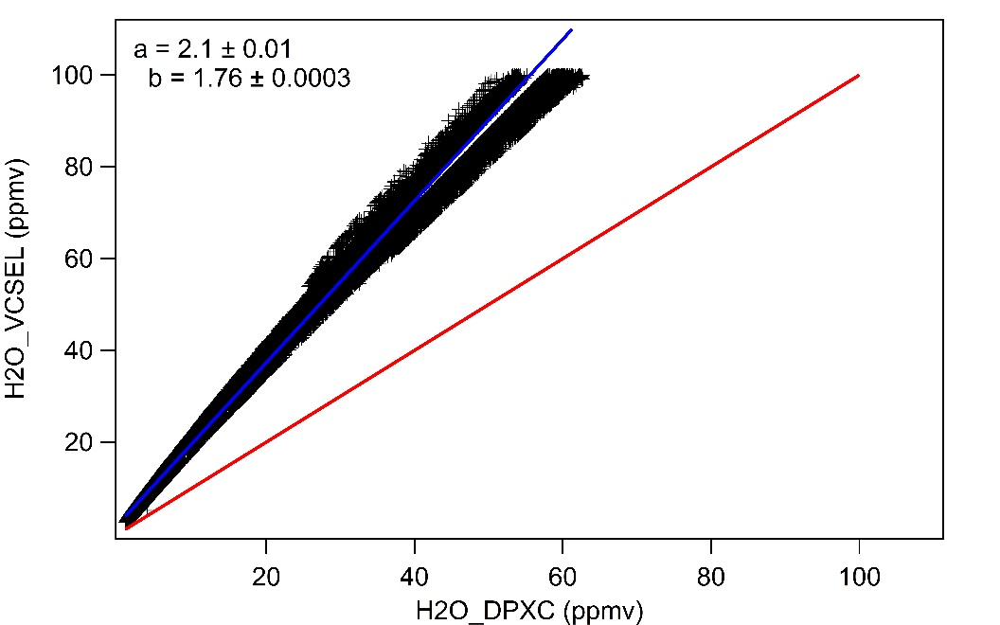 a = 2.1 ± 0.01
b = 1.76 ± 0.0003
100
80
60
40
20
H2O_VCSEL (ppmv)
20 40 60 80 100
H2O_DPXC (ppmv)